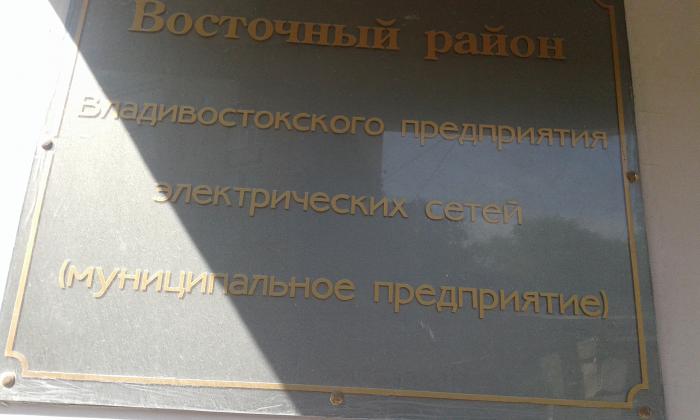 Восточный район
Владивостокского предприятия
электрических сетей
(муниципальное предприятие)